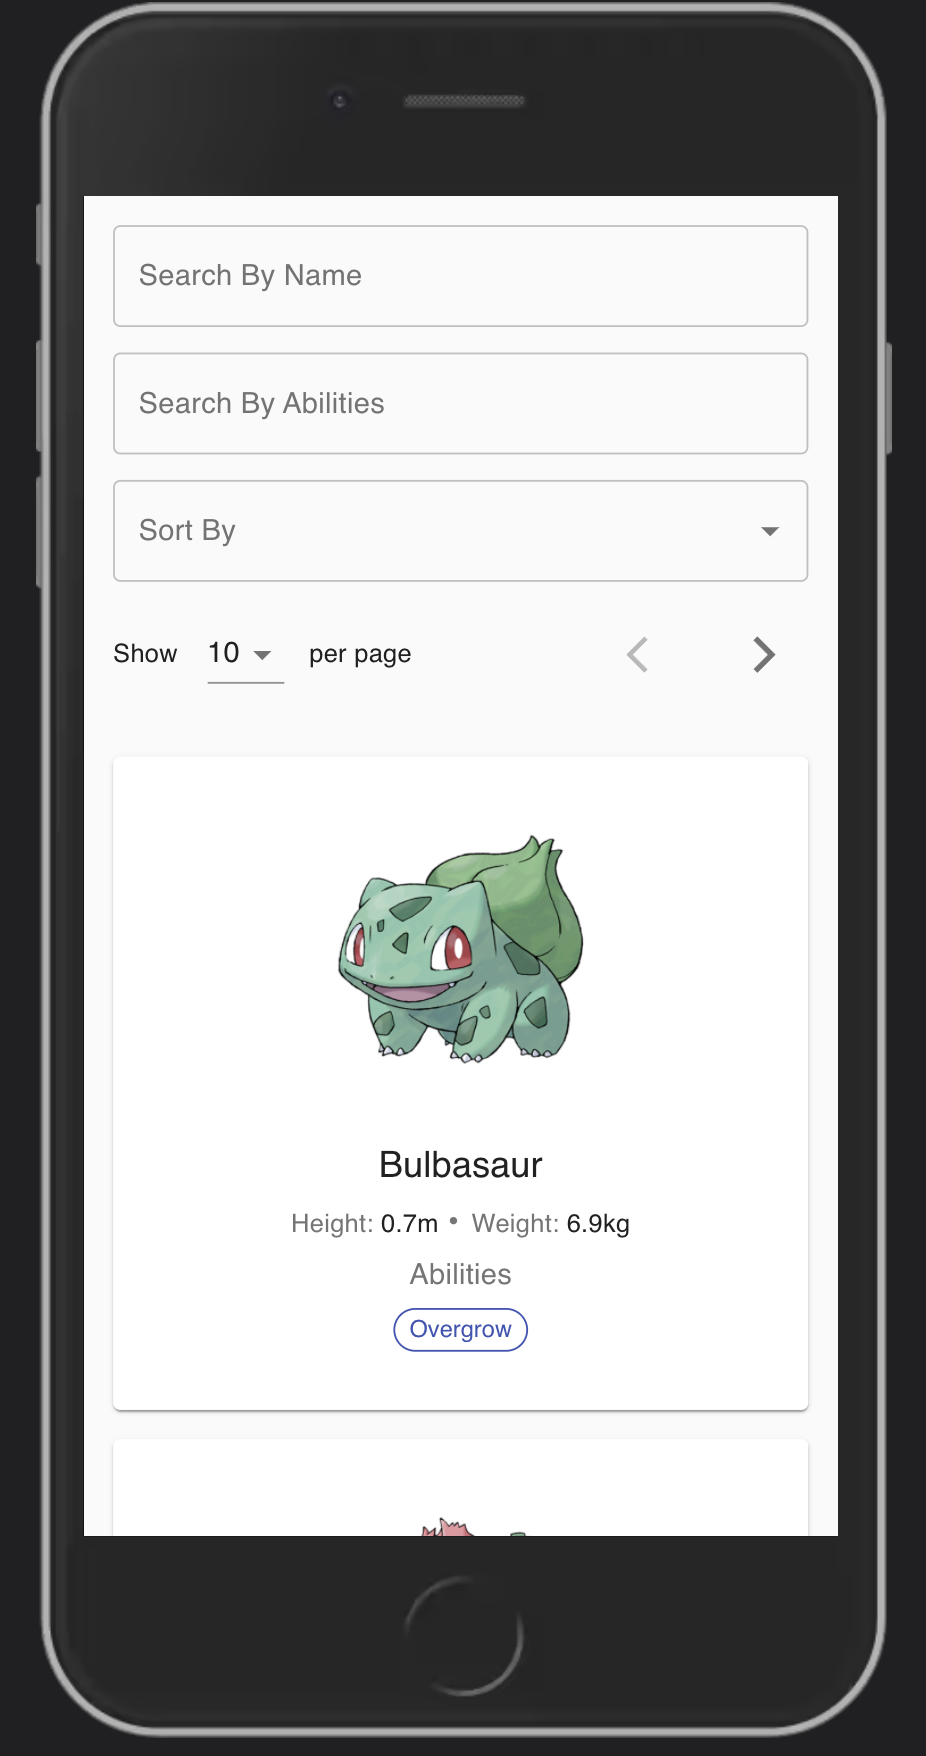 Search By Name
Search By Abilities
Sort By
Show 10 per page
Bulbasaur
Height: 0.7m • Weight: 6.9kg
Abilities
Overgrow